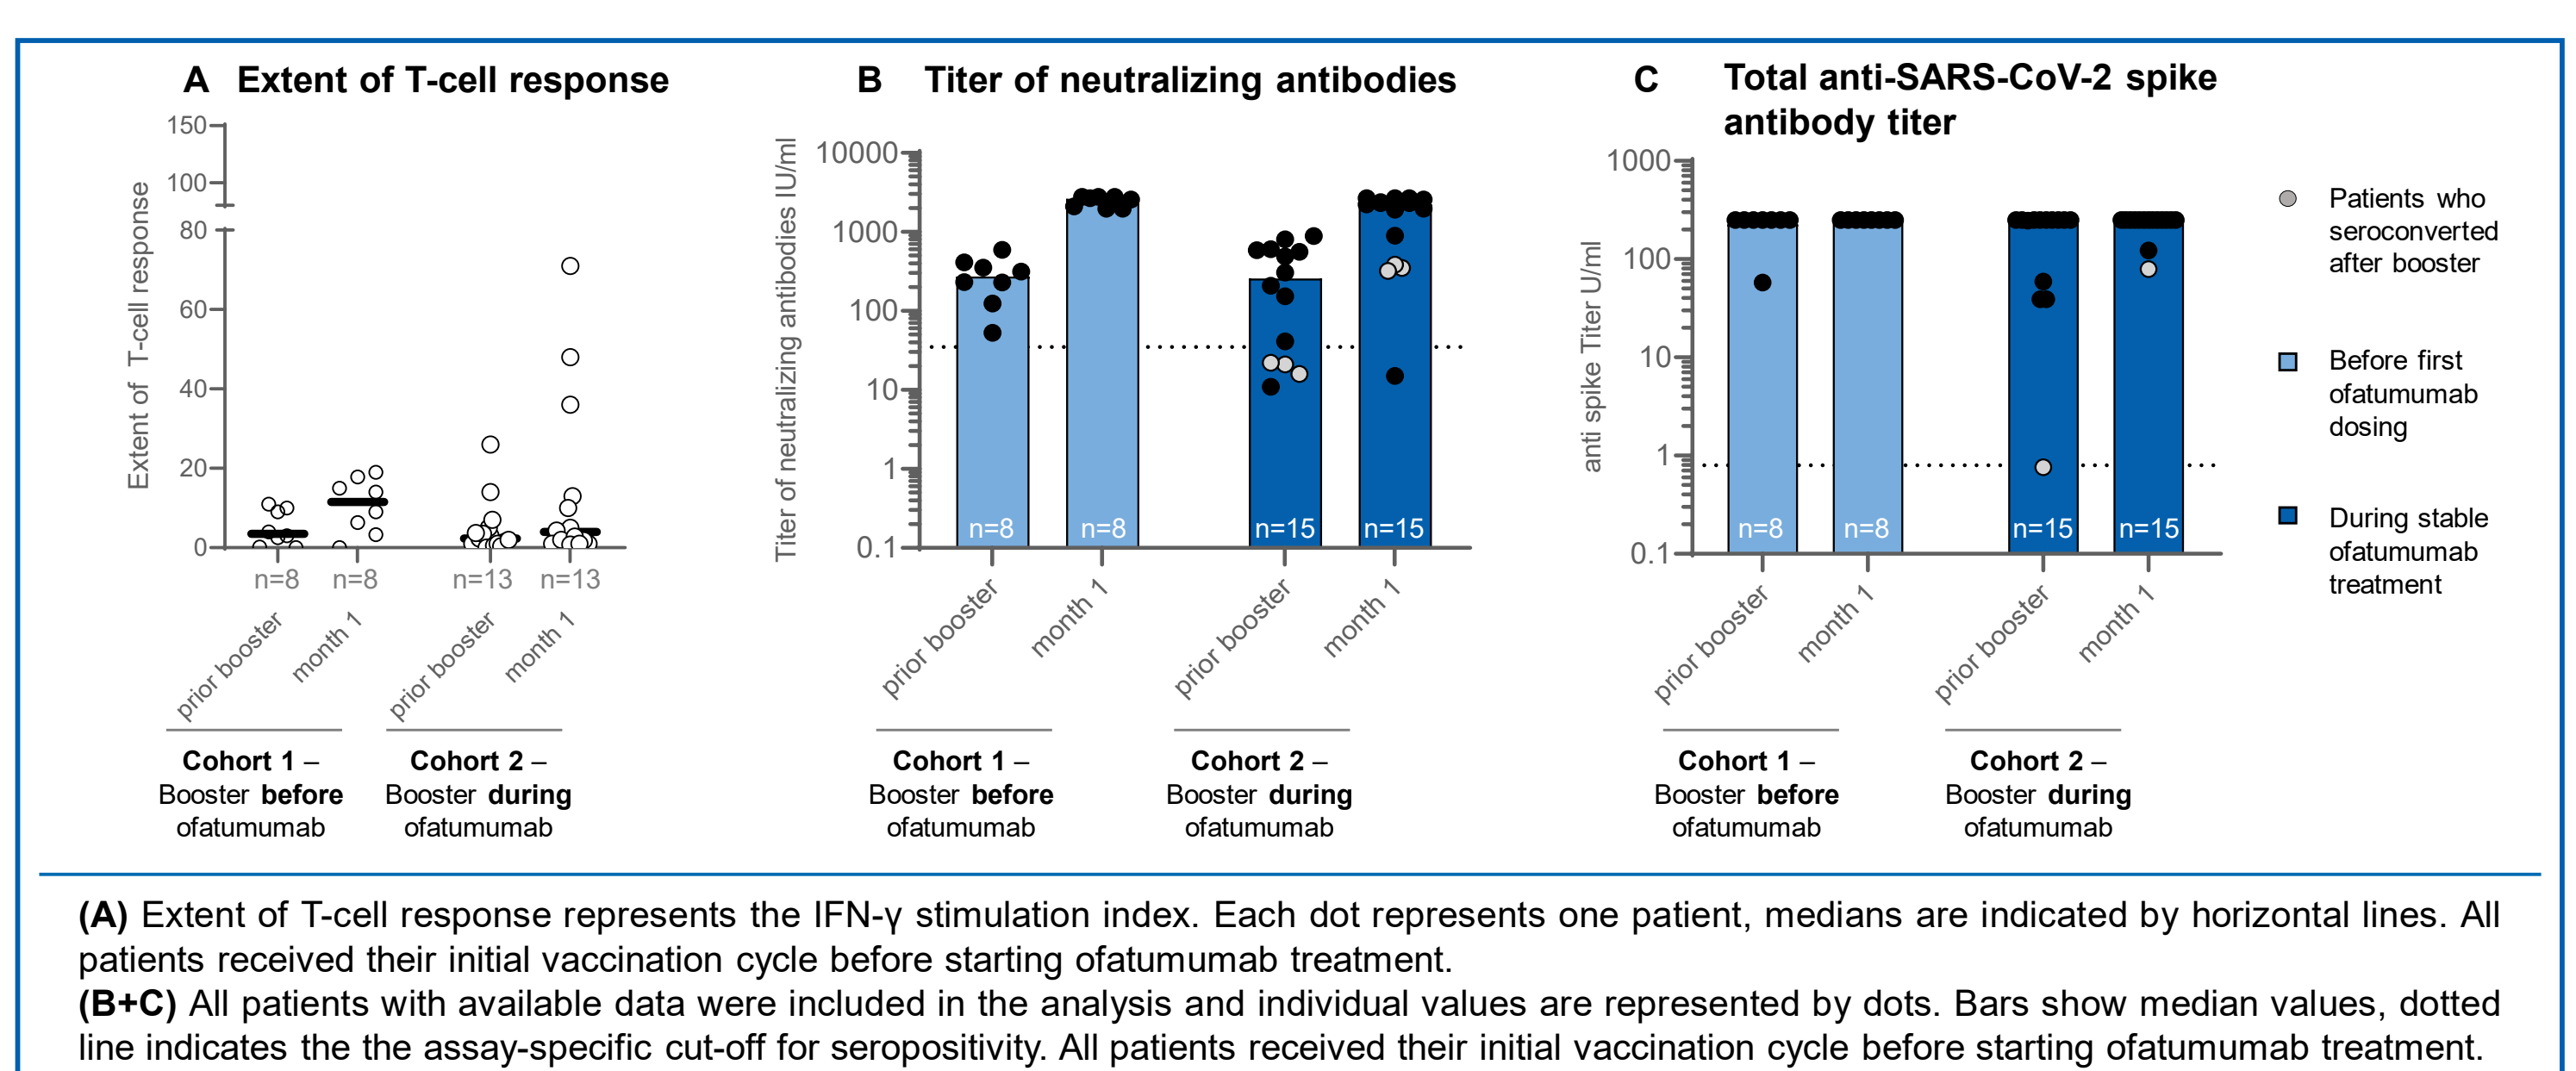 A Extent of T-cell response
150
100
80
60
40
20
0
Extent of T-cell response
n=8
n=8
n=13
n=13
prior booster
month 1
prior booster
month 1
Cohort 1 –
Booster before
ofatumumab
Cohort 2 –
Booster during
ofatumumab
B Titer of neutralizing antibodies
10000
1000
100
10
1
0.1
Titer of neutralizing antibodies IU/ml
n=8
n=8
n=15
n=15
prior booster
month 1
prior booster
month 1
Cohort 1 –
Booster before
ofatumumab
Cohort 2 –
Booster during
ofatumumab
C Total anti-SARS-CoV-2 spike
antibody titer
1000
100
10
1
0.1
anti spike Titer U/ml
n=8
n=8
n=15
n=15
prior booster
month 1
prior booster
month 1
Cohort 1 –
Booster before
ofatumumab
Cohort 2 –
Booster during
ofatumumab
Patients who
seroconverted
after booster
Before first
ofatumumab
dosing
During stable
ofatumumab
treatment
(A) Extent of T-cell response represents the IFN-γ stimulation index. Each dot represents one patient, medians are indicated by horizontal lines. All
patients received their initial vaccination cycle before starting ofatumumab treatment.
(B+C) All patients with available data were included in the analysis and individual values are represented by dots. Bars show median values, dotted
line indicates the the assay-specific cut-off for seropositivity. All patients received their initial vaccination cycle before starting ofatumumab treatment.